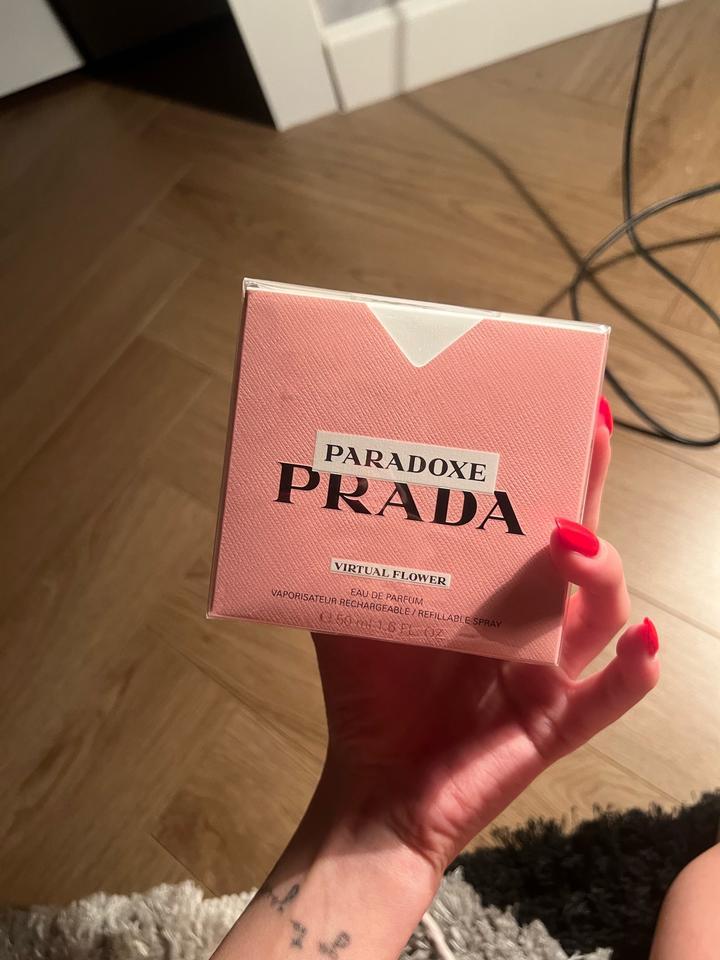 PARADOXE
PRADA
VIRTUAL FLOWER
EAU DE PARFUM
VAPORISATEUR RECHARGEABLE / REFILLABLE SPRAY
℮ 50 ml 1.6 FL. OZ